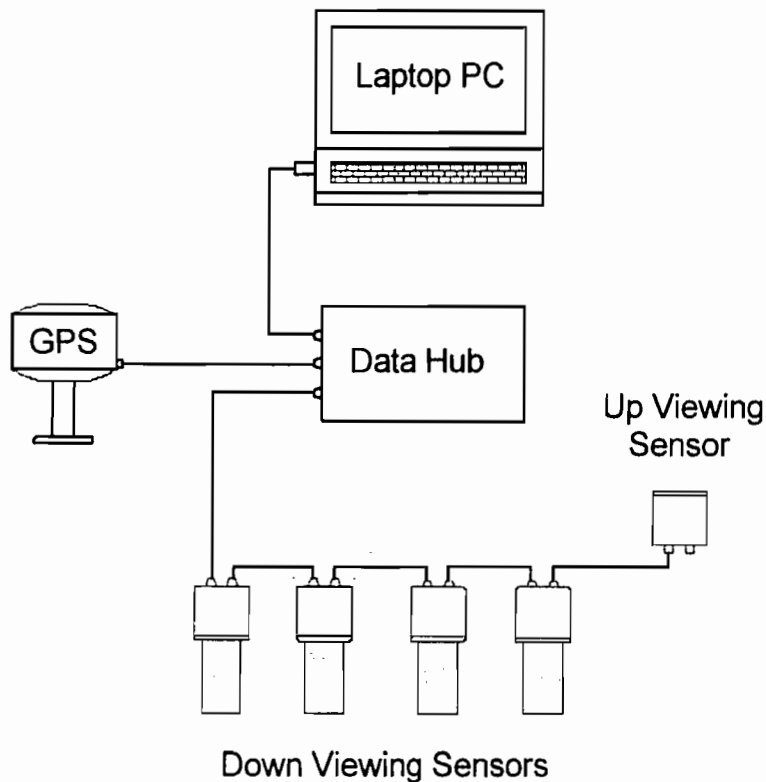 Laptop PC
GPS
Data Hub
Up Viewing
Sensor
Down Viewing Sensors